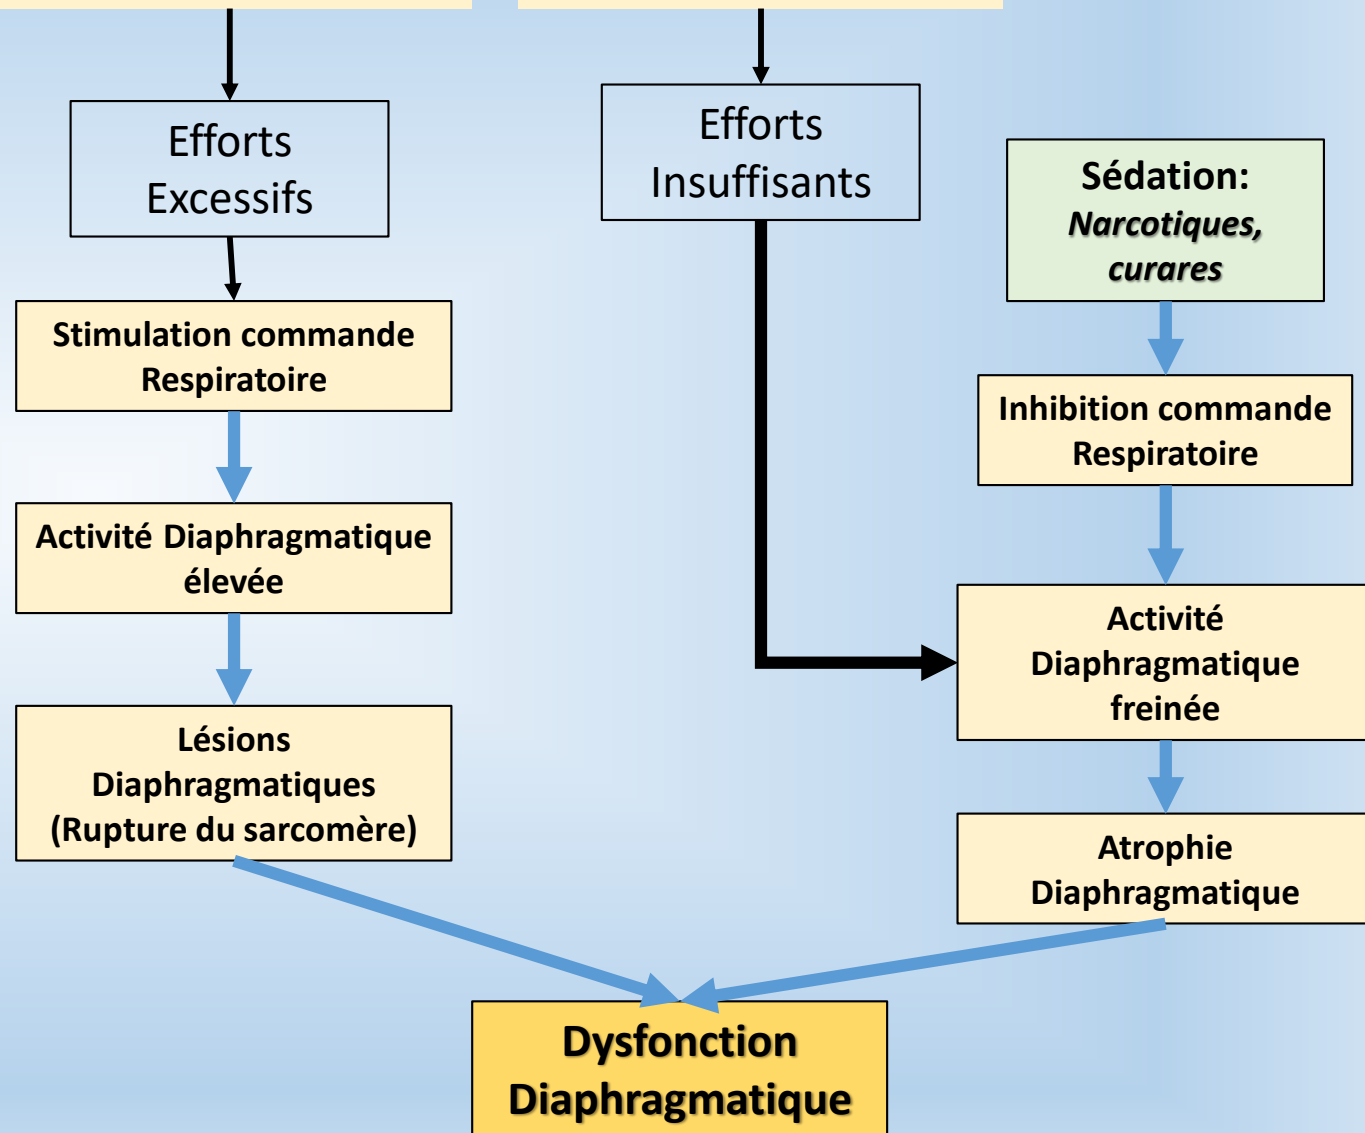 Efforts
Excessifs
Efforts
Insuffisants
Sédation:
Narcotiques,
curares
Stimulation commande
Respiratoire
Inhibition commande
Respiratoire
Activité Diaphragmatique
élevée
Activité
Diaphragmatique
freinée
Lésions
Diaphragmatiques
(Rupture du sarcomère)
Atrophie
Diaphragmatique
Dysfonction
Diaphragmatique